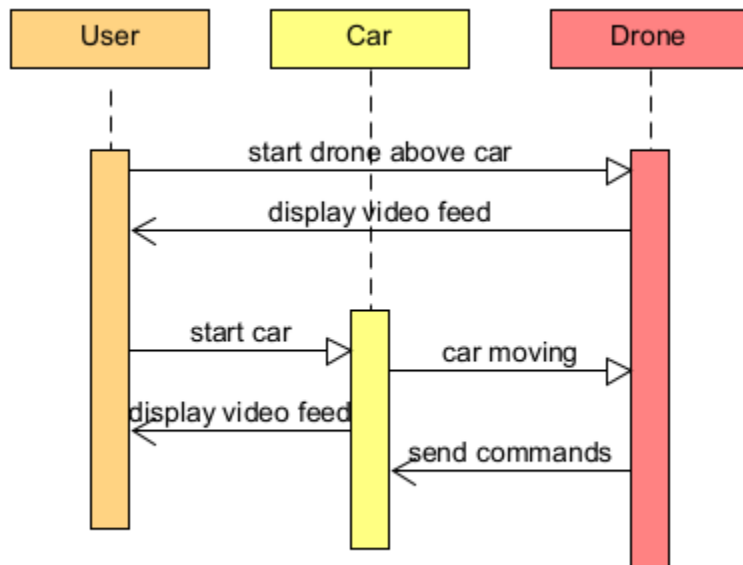 User
Car
Drone
start drone above car
display video feed
start car
car moving
display video feed
send commands